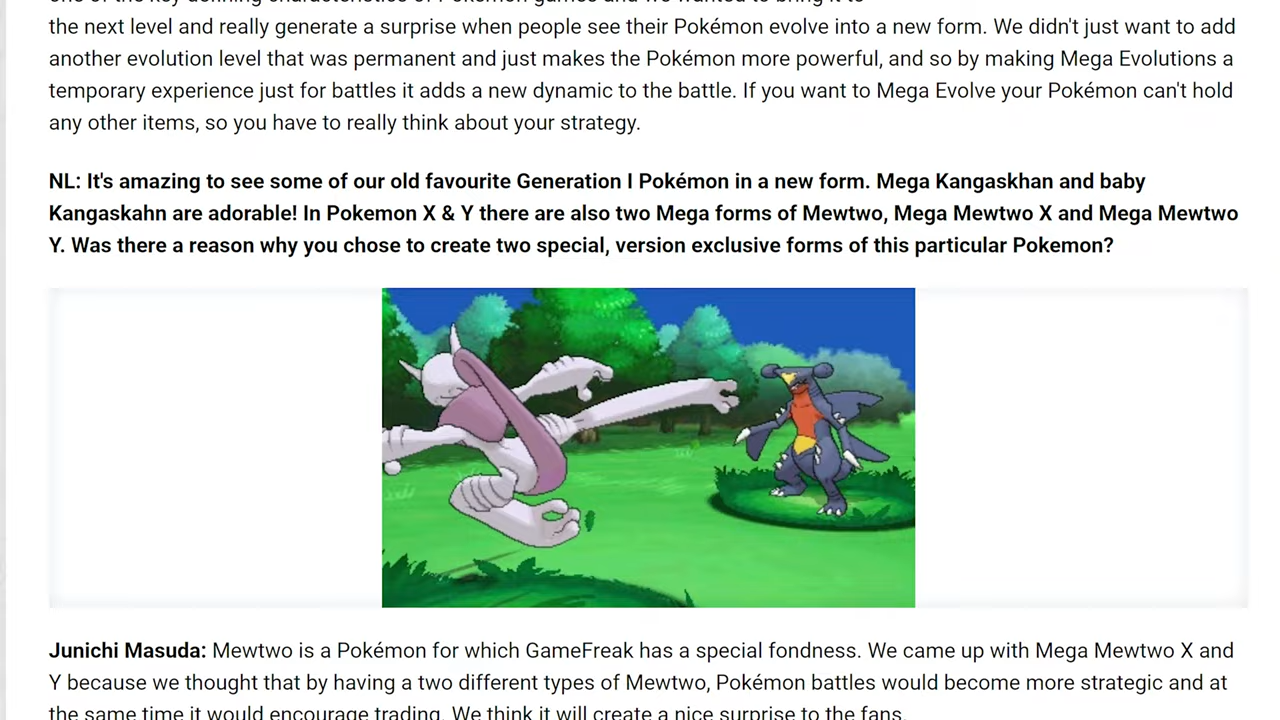 the next level and really generate a surprise when people see their Pokémon evolve into a new form. We didn't just want to add
another evolution level that was permanent and just makes the Pokémon more powerful, and so by making Mega Evolutions a
temporary experience just for battles it adds a new dynamic to the battle. If you want to Mega Evolve your Pokémon can't hold
any other items, so you have to really think about your strategy.
NL: It's amazing to see some of our old favourite Generation I Pokémon in a new form. Mega Kangaskhan and baby
Kangaskahn are adorable! In Pokemon X & Y there are also two Mega forms of Mewtwo, Mega Mewtwo X and Mega Mewtwo
Y. Was there a reason why you chose to create two special, version exclusive forms of this particular Pokemon?
Junichi Masuda: Mewtwo is a Pokémon for which GameFreak has a special fondness. We came up with Mega Mewtwo X and
Y because we thought that by having a two different types of Mewtwo, Pokémon battles would become more strategic and at
the same time it would encourage trading. We think it will create a nice surprise to the fans.